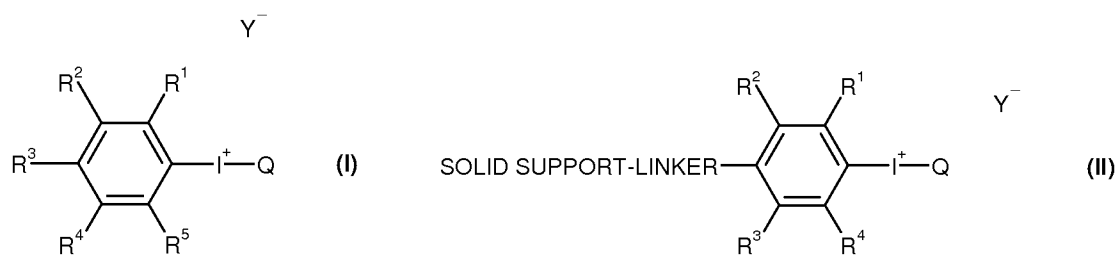 Y⁻
R² R¹
R³ I⁺ Q (I)
R⁴ R⁵
Y⁻
R² R¹
SOLID SUPPORT-LINKER I⁺ Q (II)
R³ R⁴